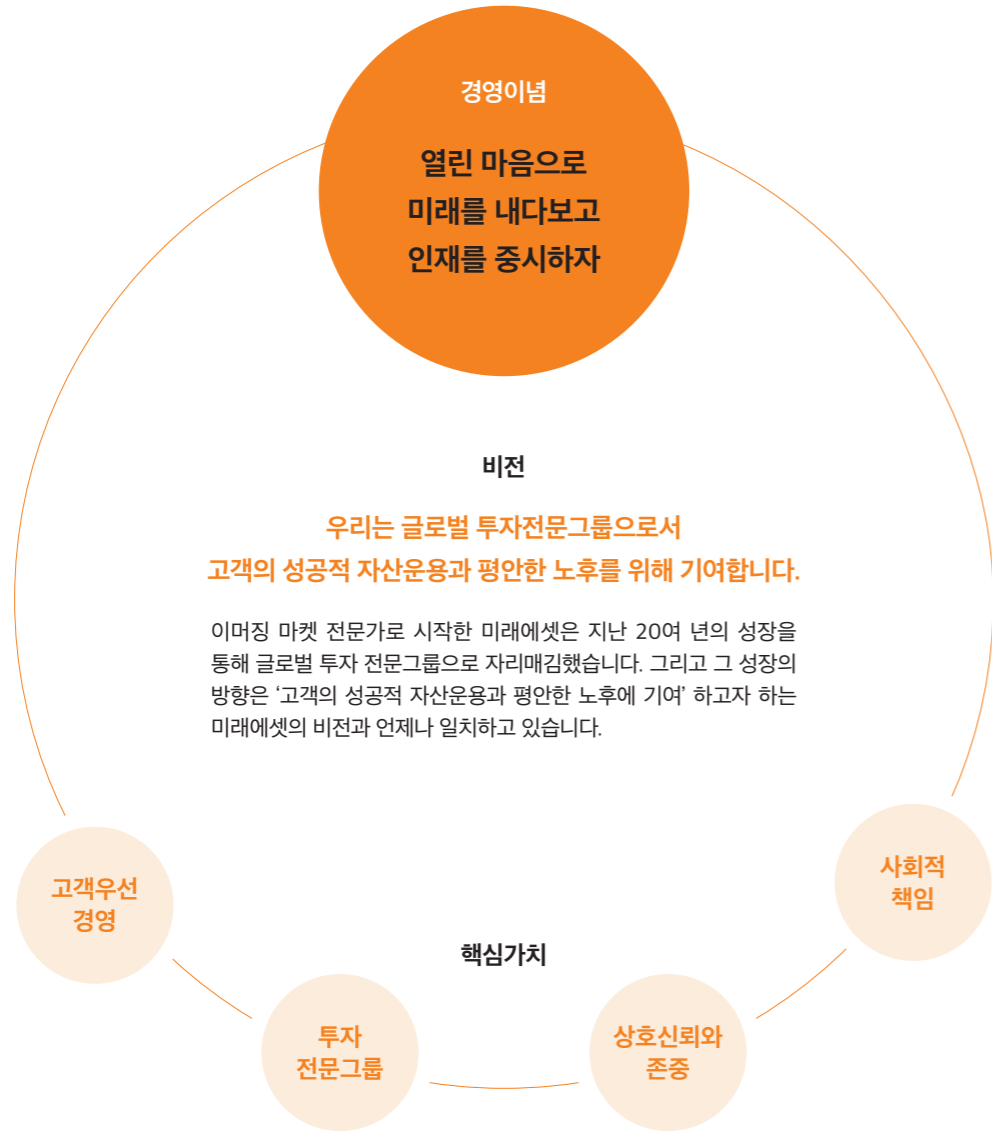 경영이념
열린 마음으로
미래를 내다보고
인재를 중시하자
비전
우리는 글로벌 투자전문그룹으로서
고객의 성공적 자산운용과 평안한 노후를 위해 기여합니다.
이머징 마켓 전문가로 시작한 미래에셋은 지난 20여 년의 성장을
통해 글로벌 투자 전문그룹으로 자리매김했습니다. 그리고 그 성장의
방향은 ‘고객의 성공적 자산운용과 평안한 노후에 기여’ 하고자 하는
미래에셋의 비전과 언제나 일치하고 있습니다.
핵심가치
고객우선
경영
투자
전문그룹
상호신뢰와
존중
사회적
책임